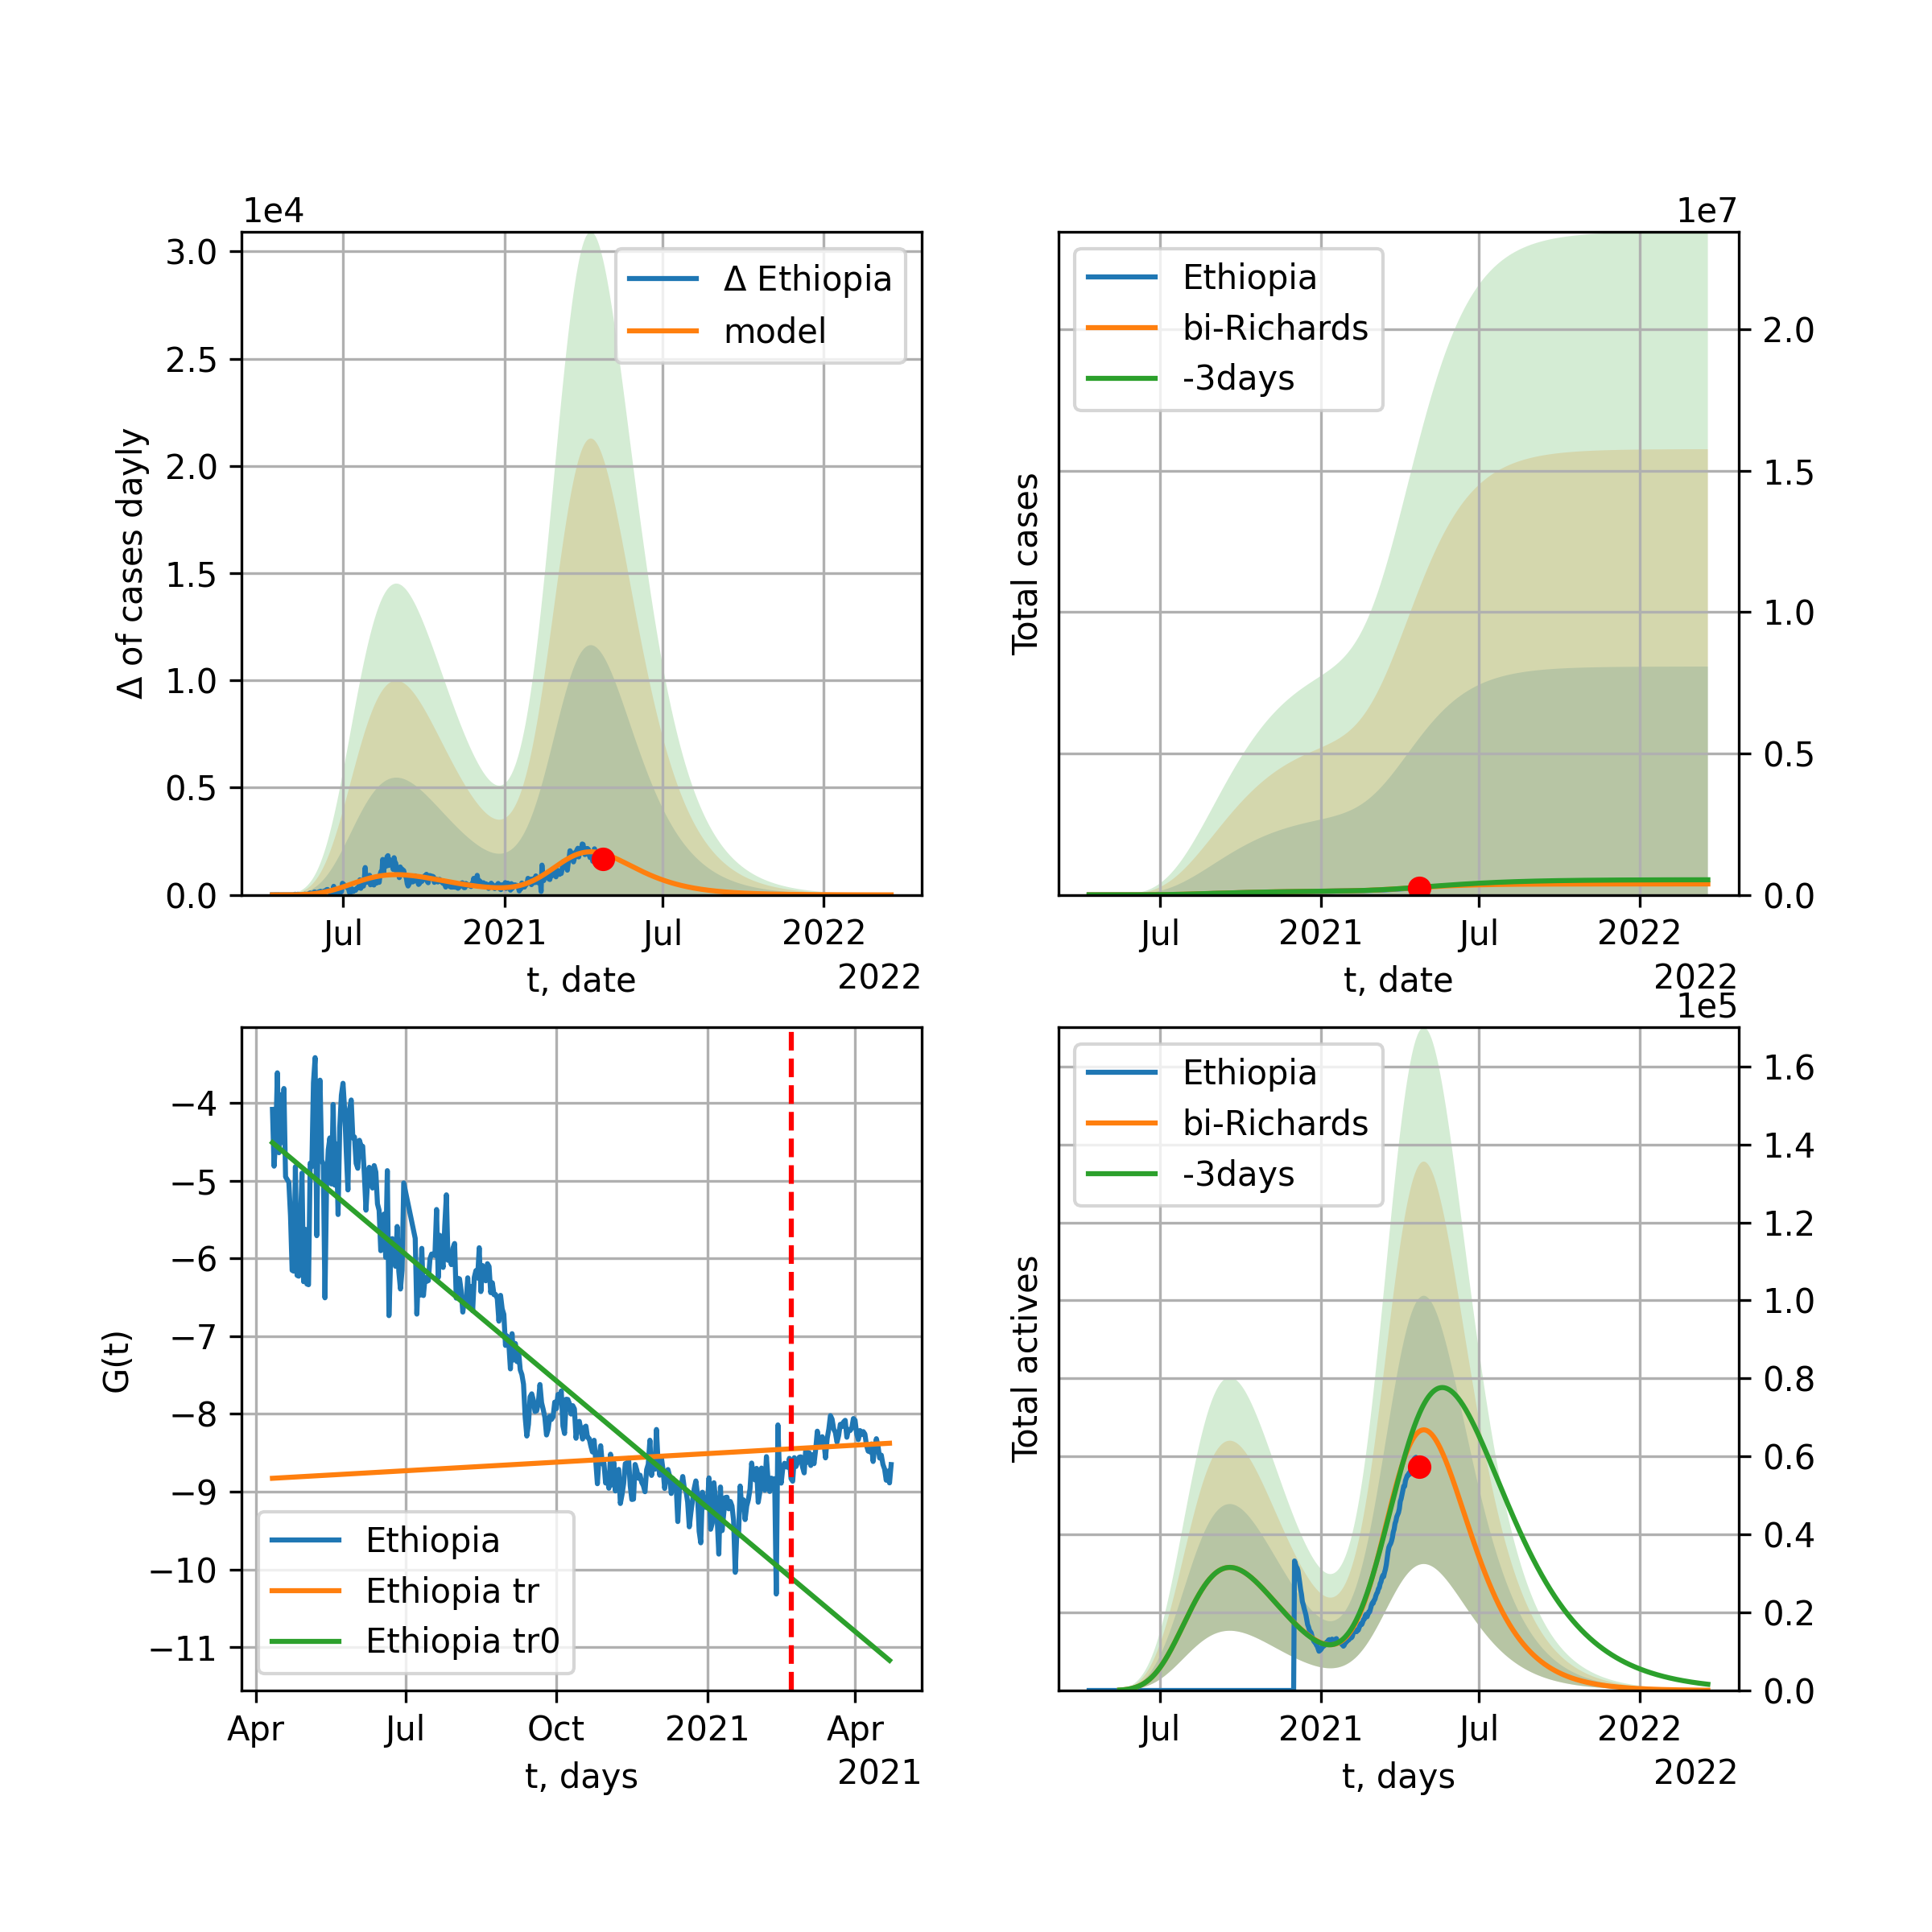 1e4
3.0
2.5
2.0
1.5
1.0
0.5
0.0
Δ of cases dayly
Δ Ethiopia
model
Jul
2021
Jul
2022
t, date
2022
1e7
Total cases
Ethiopia
bi-Richards
-3days
2.0
1.5
1.0
0.5
0.0
Jul
2021
Jul
2022
t, date
2022
−4
−5
−6
−7
−8
−9
−10
−11
G(t)
Ethiopia
Ethiopia tr
Ethiopia tr0
Apr
Jul
Oct
2021
Apr
t, days
2021
1e5
Total actives
Ethiopia
bi-Richards
-3days
1.6
1.4
1.2
1.0
0.8
0.6
0.4
0.2
0.0
Jul
2021
Jul
2022
t, days
2022